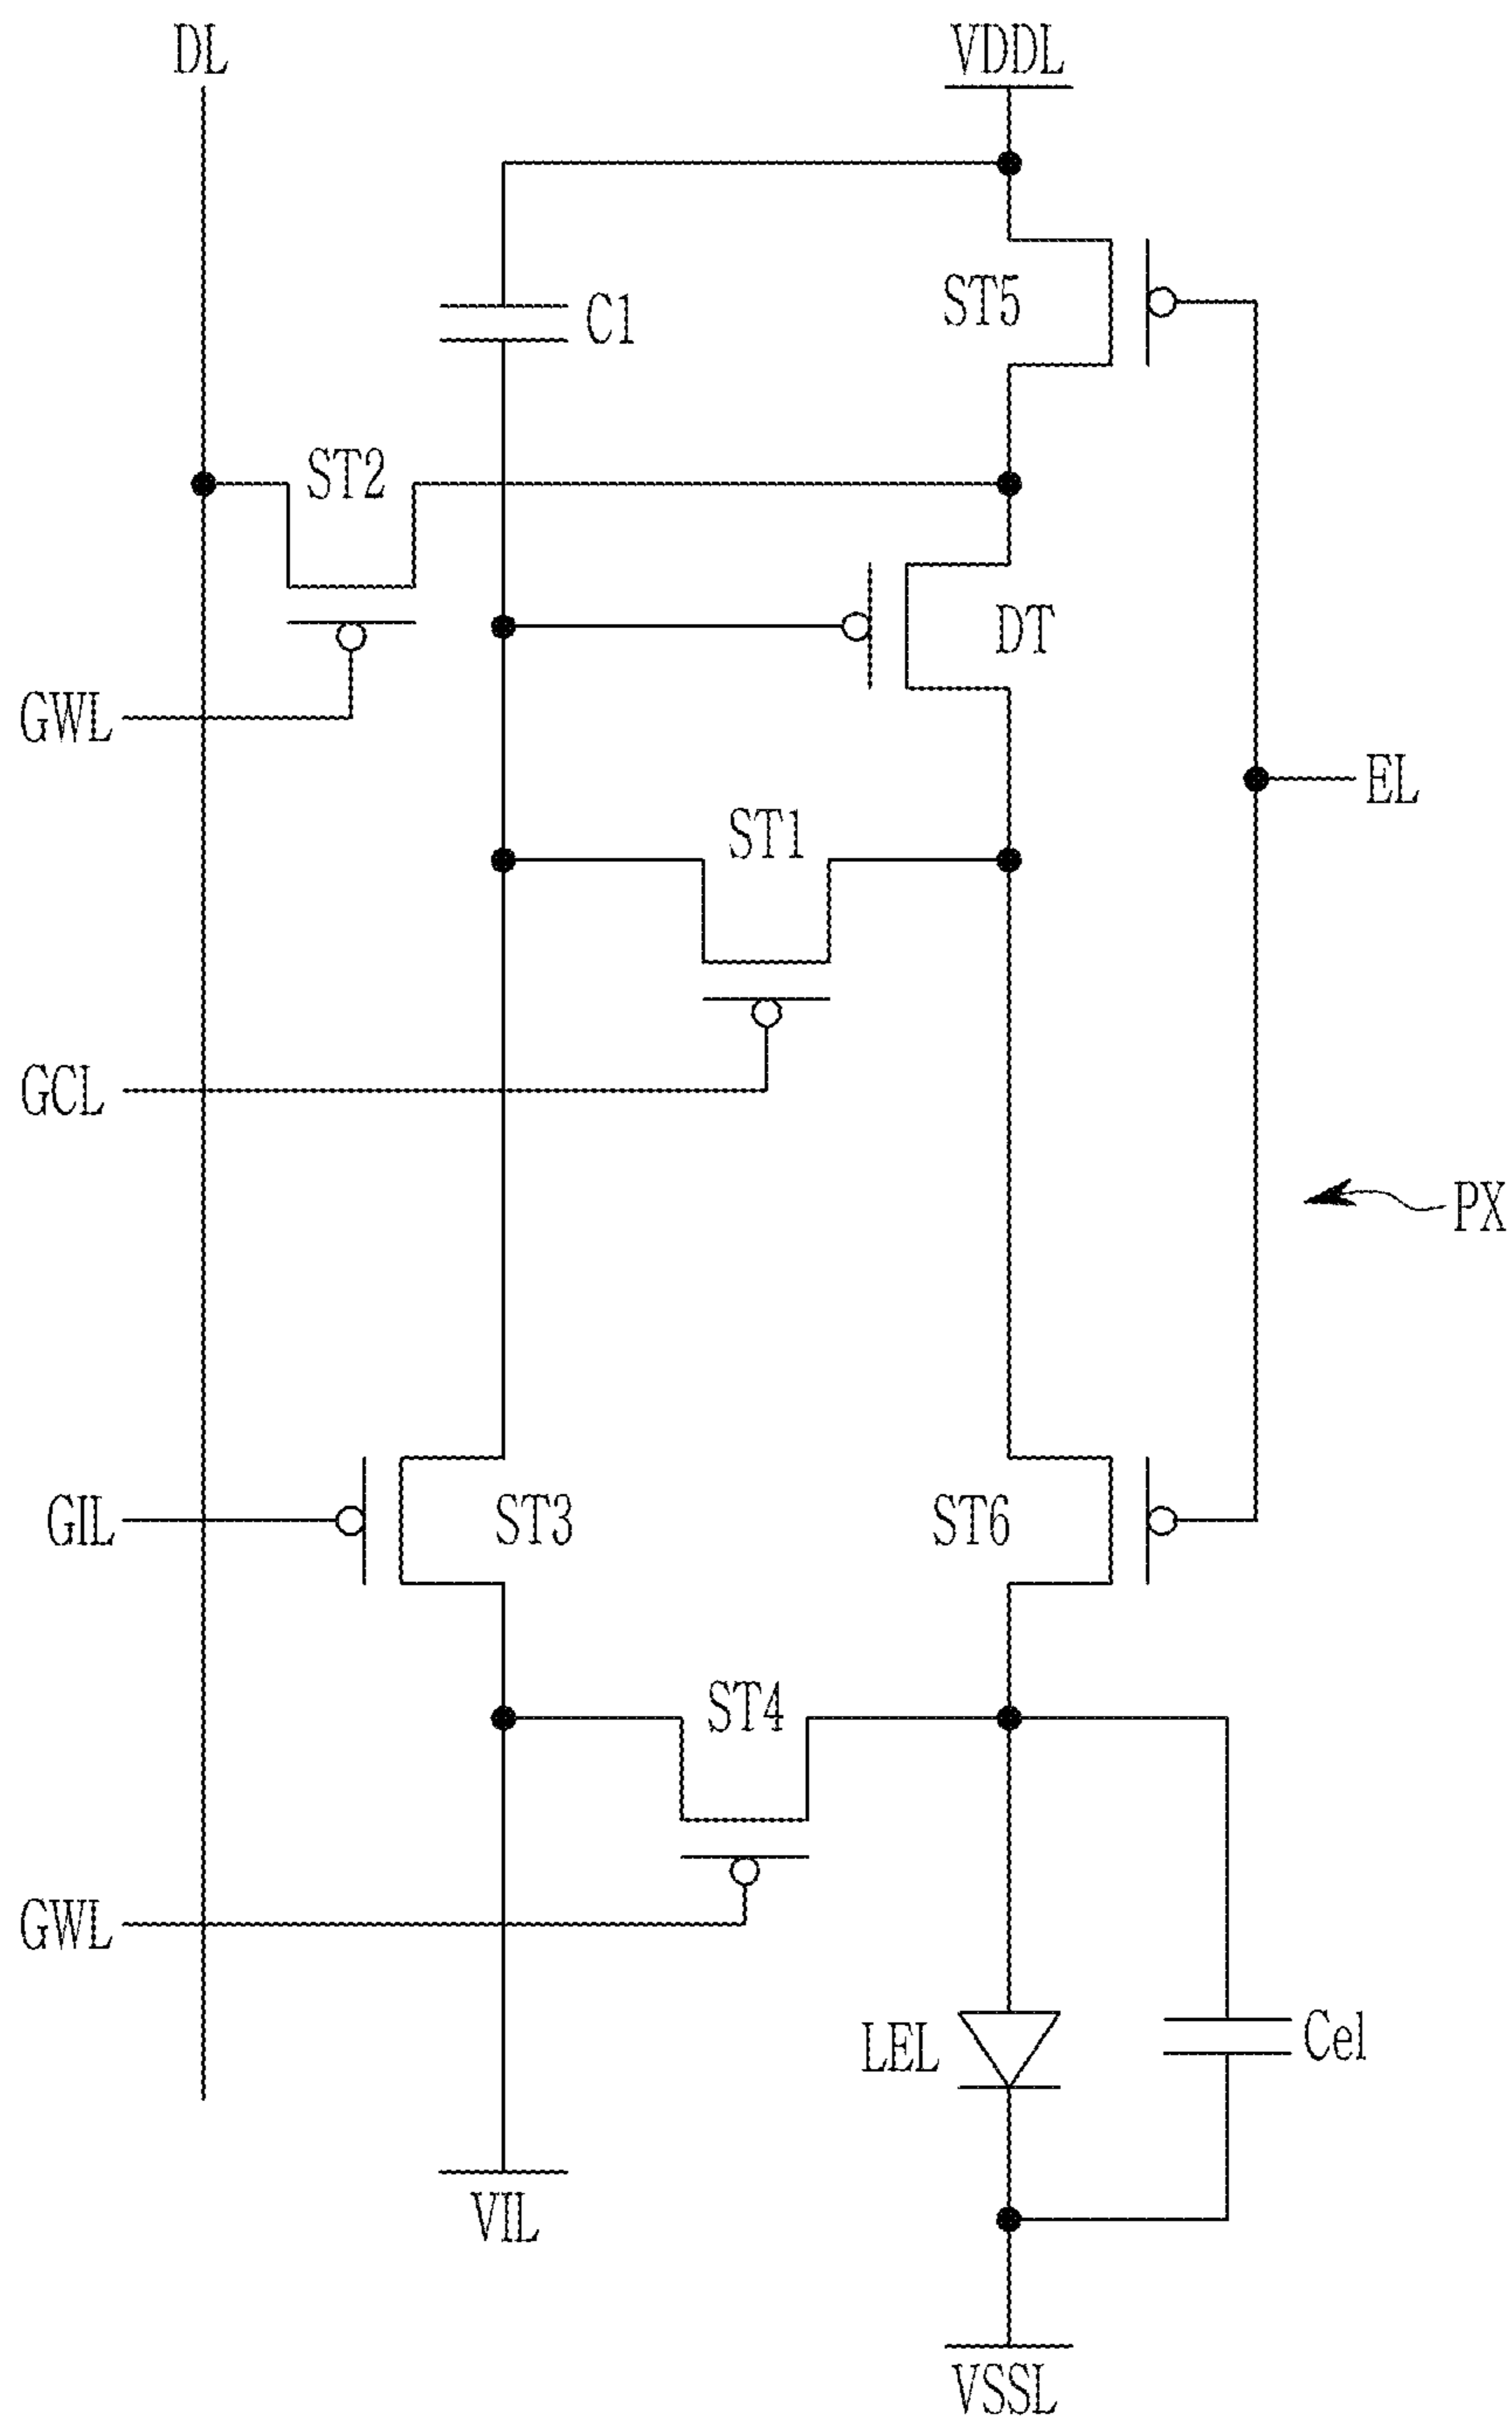 DL
VDDL
ST5
C1
ST2
DT
GWL
EL
ST1
GCL
PX
GIL
ST3
ST6
ST4
GWL
LEL
Cel
VIL
VSSL